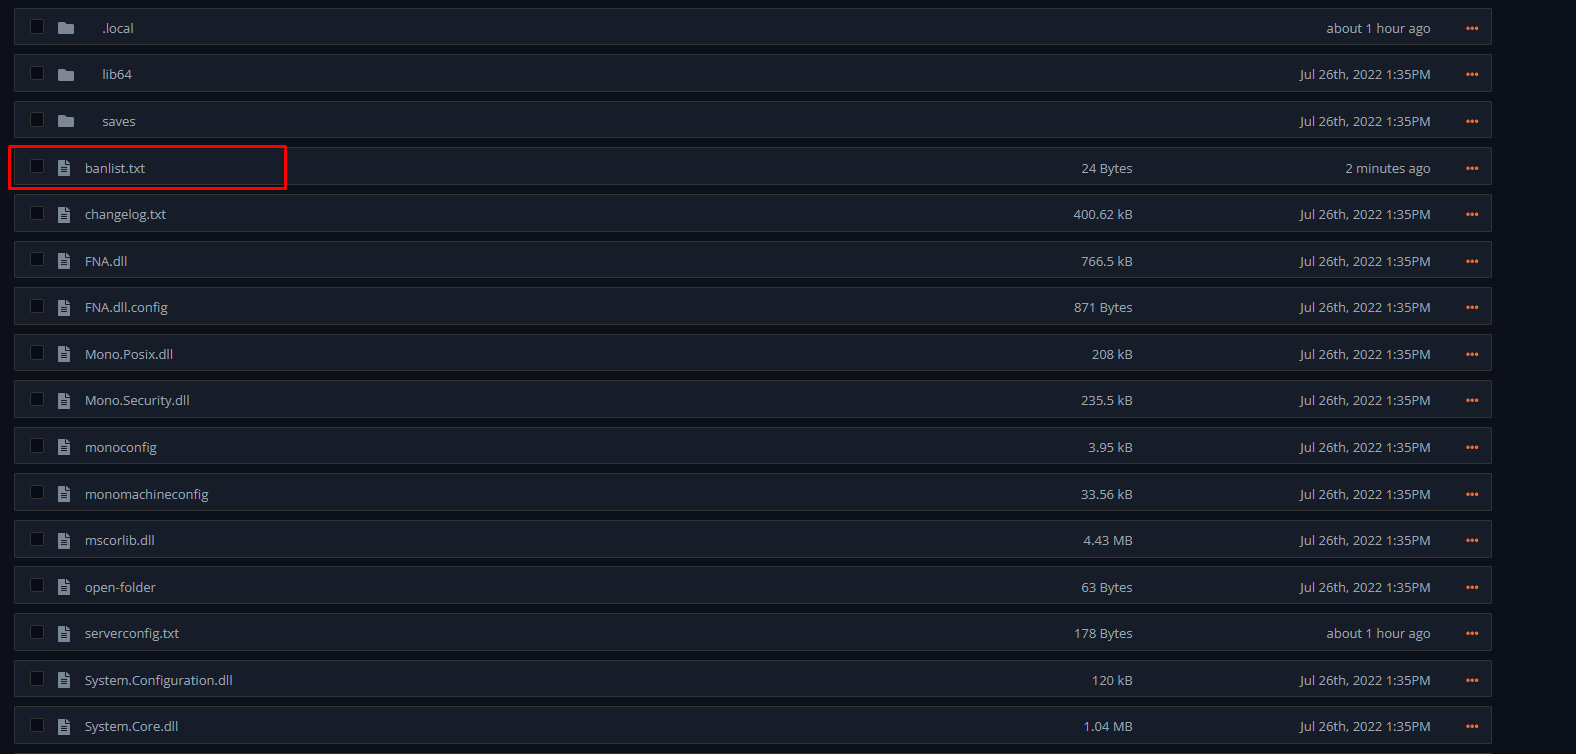 .local about 1 hour ago •••
lib64 Jul 26th, 2022 1:35PM •••
saves Jul 26th, 2022 1:35PM •••
banlist.txt 24 Bytes 2 minutes ago •••
changelog.txt 400.62 kB Jul 26th, 2022 1:35PM •••
FNA.dll 766.5 kB Jul 26th, 2022 1:35PM •••
FNA.dll.config 871 Bytes Jul 26th, 2022 1:35PM •••
Mono.Posix.dll 208 kB Jul 26th, 2022 1:35PM •••
Mono.Security.dll 235.5 kB Jul 26th, 2022 1:35PM •••
monoconfig 3.95 kB Jul 26th, 2022 1:35PM •••
monomachineconfig 33.56 kB Jul 26th, 2022 1:35PM •••
mscorlib.dll 4.43 MB Jul 26th, 2022 1:35PM •••
open-folder 63 Bytes Jul 26th, 2022 1:35PM •••
serverconfig.txt 178 Bytes about 1 hour ago •••
System.Configuration.dll 120 kB Jul 26th, 2022 1:35PM •••
System.Core.dll 1.04 MB Jul 26th, 2022 1:35PM •••